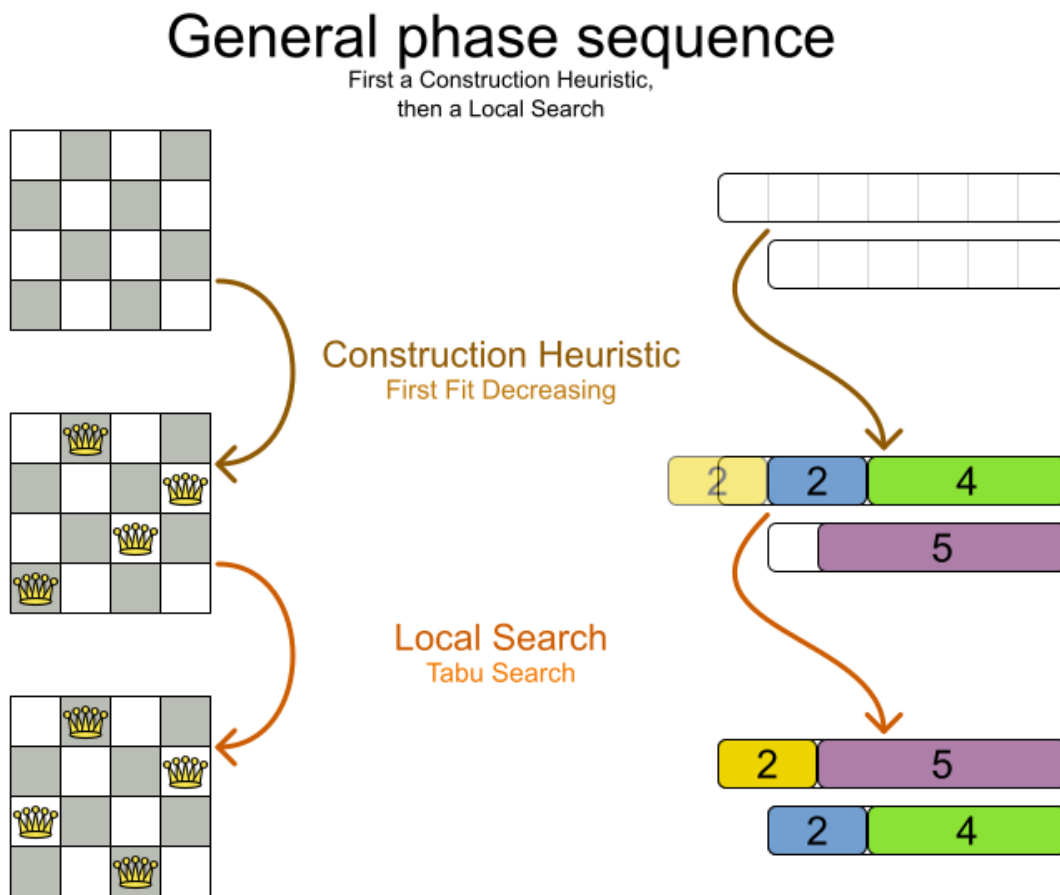 General phase sequence
First a Construction Heuristic,
then a Local Search
Construction Heuristic
First Fit Decreasing
2 2 4
5
Local Search
Tabu Search
2 5
2 4